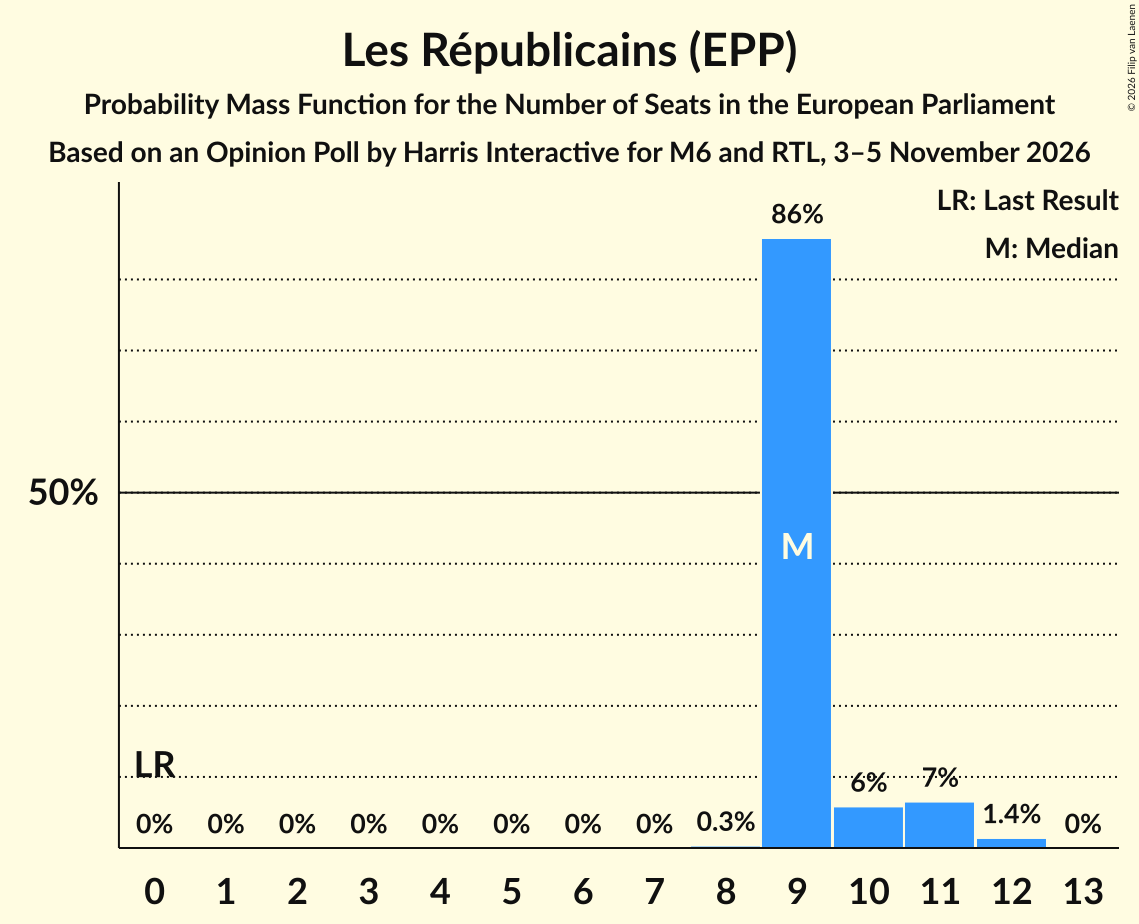 Les Républicains (EPP)
Probability Mass Function for the Number of Seats in the European Parliament
Based on an Opinion Poll by Harris Interactive for M6 and RTL, 3–5 November 2026
© 2026 Filip van Laenen
LR: Last Result
M: Median
86%
50%
M
LR
0% 0% 0% 0% 0% 0% 0% 0% 0.3% 6% 7% 1.4% 0%
0 1 2 3 4 5 6 7 8 9 10 11 12 13